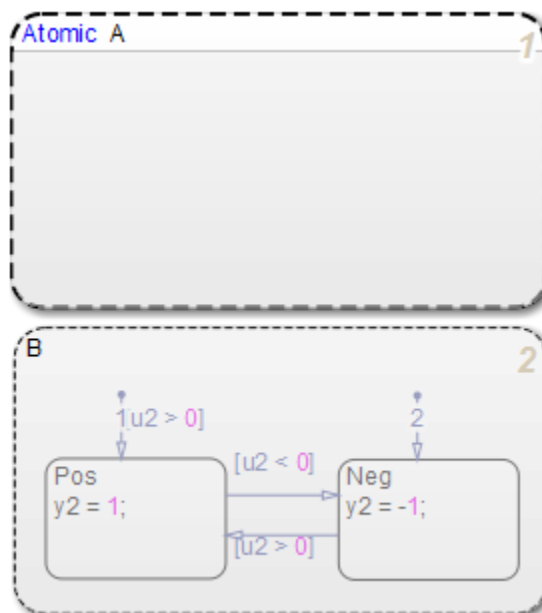 Atomic A
1
B
2
1[u2 > 0]
2
Pos
y2 = 1;
[u2 < 0]
Neg
y2 = -1;
[u2 > 0]